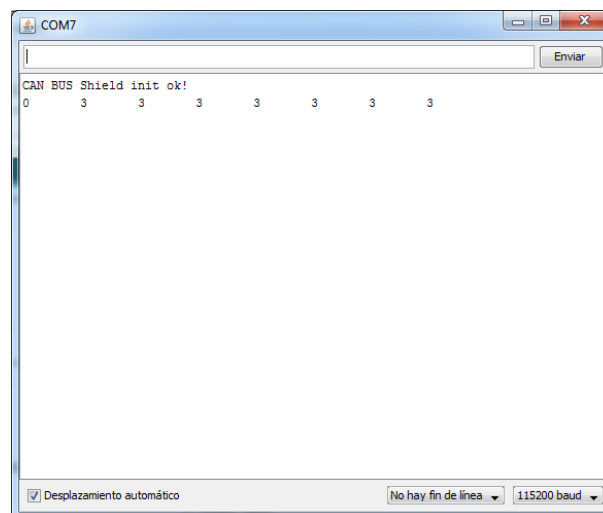 COM7
Enviar
CAN BUS Shield init ok!
0 3 3 3 3 3 3 3
Desplazamiento automático No hay fin de línea 115200 baud